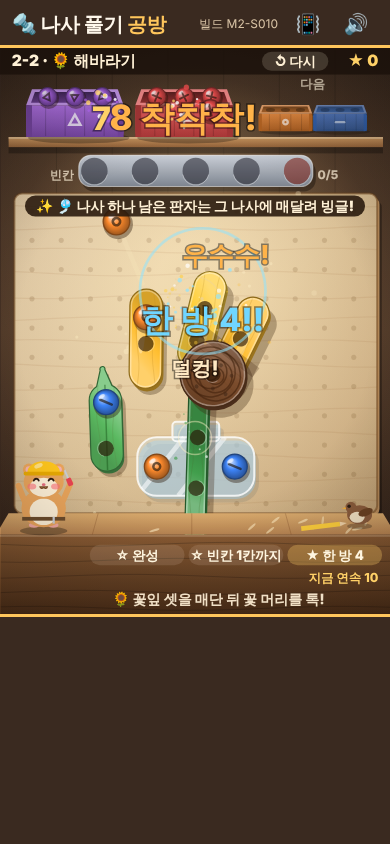 나사 풀기 공방 빌드 M2-S010
2-2 · 해바라기 다시 ★ 0
다음
78 착착착!
빈칸 0/5
나사 하나 남은 판자는 그 나사에 매달려 빙글!
우수수!
한 방 4!!
덜컹!
☆ 완성 ☆ 빈칸 1칸까지 ★ 한 방 4
지금 연속 10
꽃잎 셋을 매단 뒤 꽃 머리를 톡!